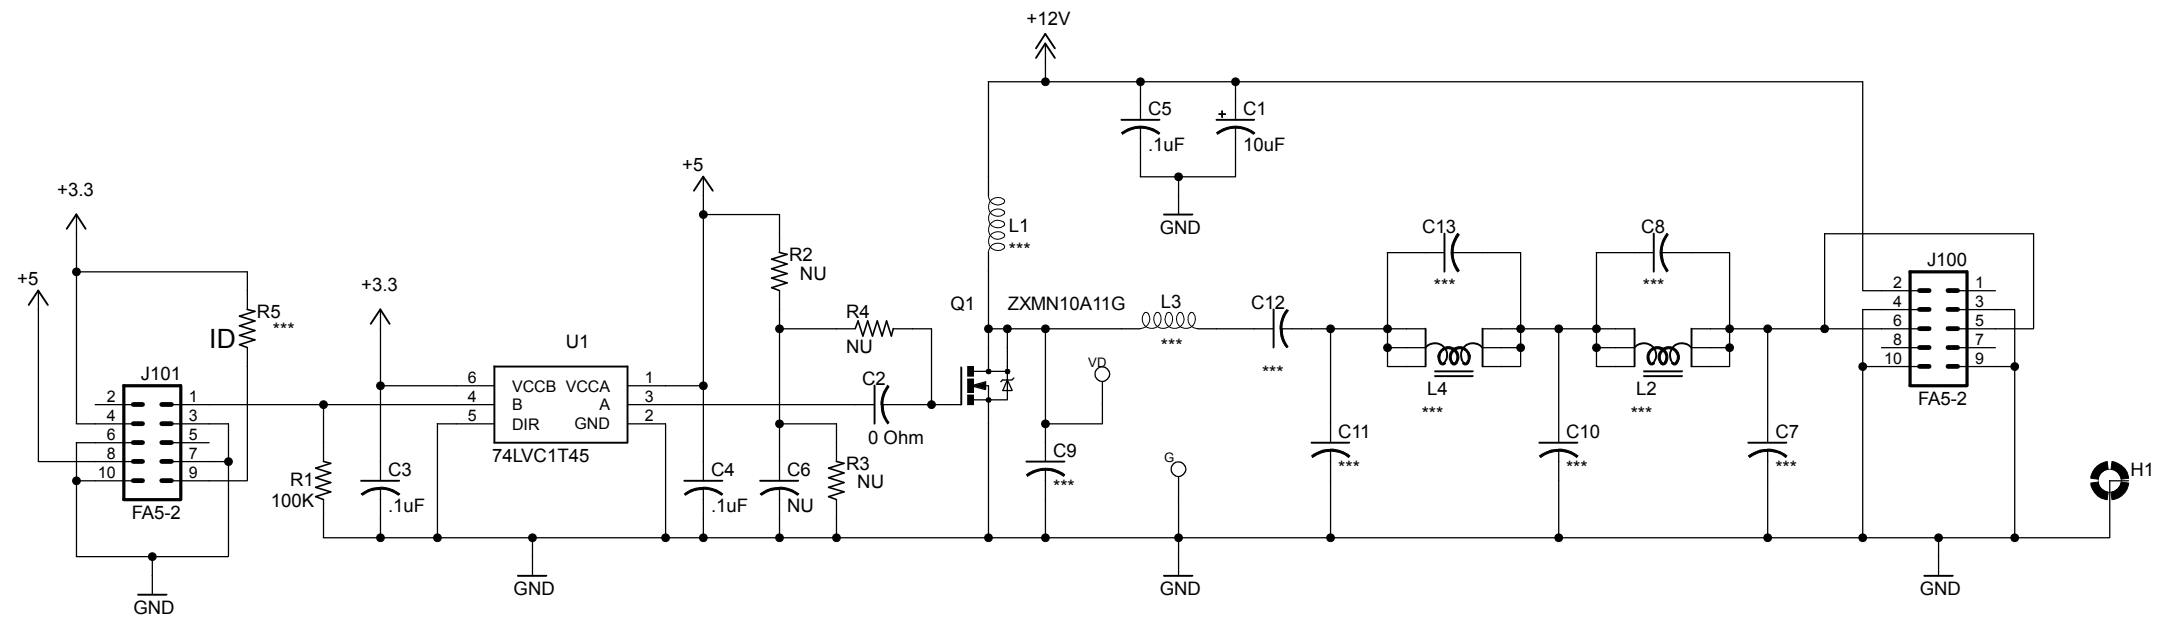 +12V
C5
.1uF
C1
+
10uF
GND
+5
+3.3
+5
R5
***
ID
+3.3
J101
2 1
4 3
6 5
8 7
10 9
FA5-2
GND
R1
100K
C3
.1uF
U1
6 VCCB VCCA 1
4 B A 3
5 DIR GND 2
74LVC1T45
GND
C4
.1uF
R2
NU
R4
NU
C2
0 Ohm
C6
NU
R3
NU
L1
***
Q1
ZXMN10A11G
VD
C9
***
G
GND
L3
***
C12
***
C11
***
C13
***
L4
***
C10
***
C8
***
L2
***
C7
***
J100
2 1
4 3
6 5
8 7
10 9
FA5-2
GND
H1